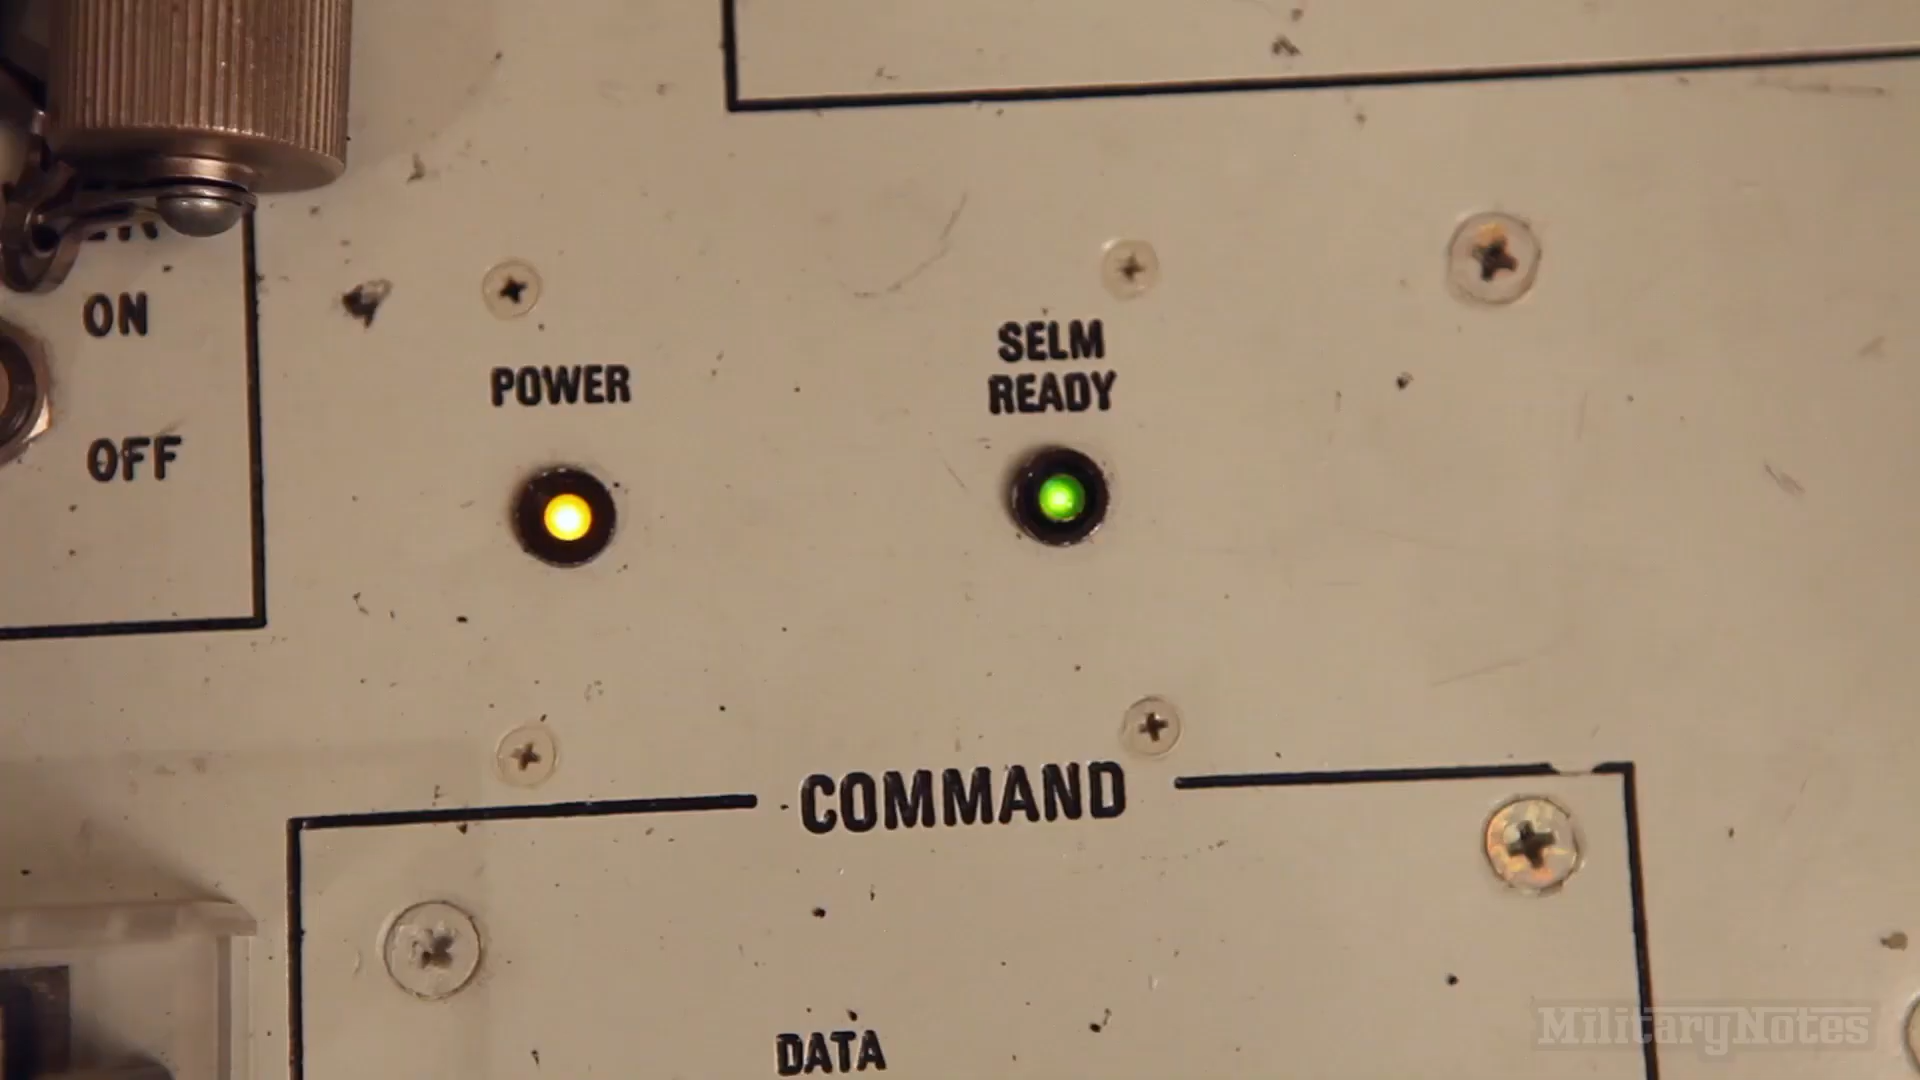 ON
OFF
POWER
SELM
READY
COMMAND
DATA
MilitaryNotes